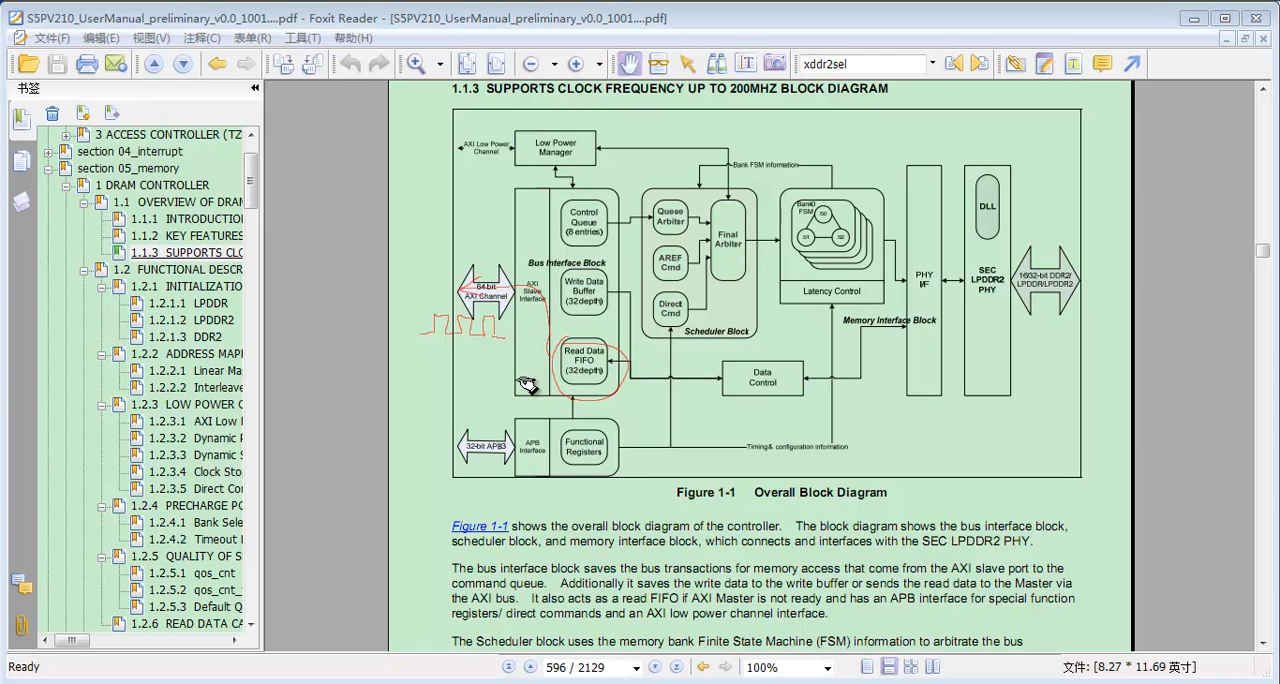 S5PV210_UserManual_preliminary_v0.0_1001....pdf - Foxit Reader - [S5PV210_UserManual_preliminary_v0.0_1001....pdf]
文件(F) 编辑(E) 视图(V) 注释(C) 表单(R) 工具(T) 帮助(H)
xddr2sel
书签
3 ACCESS CONTROLLER (TZ
section 04_interrupt
section 05_memory
1 DRAM CONTROLLER
1.1 OVERVIEW OF DRAM
1.1.1 INTRODUCTION
1.1.2 KEY FEATURES
1.1.3 SUPPORTS CLO
1.2 FUNCTIONAL DESCR
1.2.1 INITIALIZATION
1.2.1.1 LPDDR
1.2.1.2 LPDDR2
1.2.1.3 DDR2
1.2.2 ADDRESS MAPP
1.2.2.1 Linear Ma
1.2.2.2 Interleave
1.2.3 LOW POWER O
1.2.3.1 AXI Low
1.2.3.2 Dynamic
1.2.3.3 Dynamic
1.2.3.4 Clock Sto
1.2.3.5 Direct Cor
1.2.4 PRECHARGE PO
1.2.4.1 Bank Sele
1.2.4.2 Timeout
1.2.5 QUALITY OF S
1.2.5.1 qos_cnt
1.2.5.2 qos_cnt_
1.2.5.3 Default Q
1.2.6 READ DATA CA
1.1.3 SUPPORTS CLOCK FREQUENCY UP TO 200MHZ BLOCK DIAGRAM
AXI Low Power
Channel
Low Power
Manager
Bank FSM information
Control
Queue
(8 entries)
Queue
Arbiter
Final
Arbiter
AREF
Cmd
Direct
Cmd
Scheduler Block
Bank0
FSM
S0
S1
S2
Latency Control
Memory Interface Block
PHY
I/F
DLL
SEC
LPDDR2
PHY
16/32-bit DDR2/
LPDDR/LPDDR2
Bus Interface Block
64-bit
AXI Channel
AXI
Slave
Interface
Write Data
Buffer
(32depth)
Read Data
FIFO
(32depth)
Data
Control
32-bit APB3
APB
Interface
Functional
Registers
Timing& configuration information
Figure 1-1 Overall Block Diagram
Figure 1-1 shows the overall block diagram of the controller. The block diagram shows the bus interface block,
scheduler block, and memory interface block, which connects and interfaces with the SEC LPDDR2 PHY.
The bus interface block saves the bus transactions for memory access that come from the AXI slave port to the
command queue. Additionally it saves the write data to the write buffer or sends the read data to the Master via
the AXI bus. It also acts as a read FIFO if AXI Master is not ready and has an APB interface for special function
registers/ direct commands and an AXI low power channel interface.
The Scheduler block uses the memory bank Finite State Machine (FSM) information to arbitrate the bus
Ready
596 / 2129
100%
文件: [8.27 * 11.69 英寸]